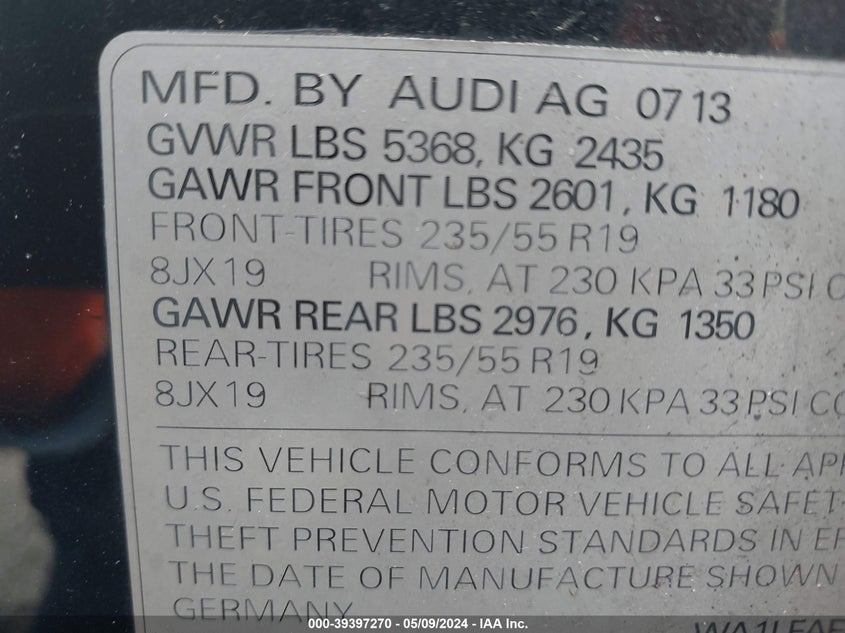 MFD. BY AUDI AG 0713
GVWR LBS 5368, KG 2435
GAWR FRONT LBS 2601, KG 1180
FRONT-TIRES 235/55 R19
8JX19 RIMS, AT 230 KPA 33 PSI
GAWR REAR LBS 2976, KG 1350
REAR-TIRES 235/55 R19
8JX19 RIMS, AT 230 KPA 33 PSI
THIS VEHICLE CONFORMS TO ALL
U.S. FEDERAL MOTOR VEHICLE
THEFT PREVENTION STANDARDS IN
THE DATE OF MANUFACTURE SHOWN
GERMANY
000-39397270 - 05/09/2024 - IAA Inc.